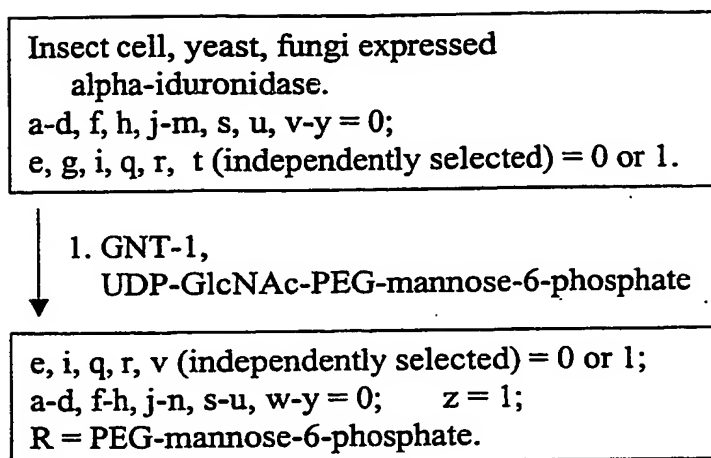 Insect cell, yeast, fungi expressed
alpha-iduronidase.
a-d, f, h, j-m, s, u, v-y = 0;
e, g, i, q, r, t (independently selected) = 0 or 1.
1. GNT-1,
UDP-GlcNAc-PEG-mannose-6-phosphate
e, i, q, r, v (independently selected) = 0 or 1;
a-d, f-h, j-n, s-u, w-y = 0; z = 1;
R = PEG-mannose-6-phosphate.